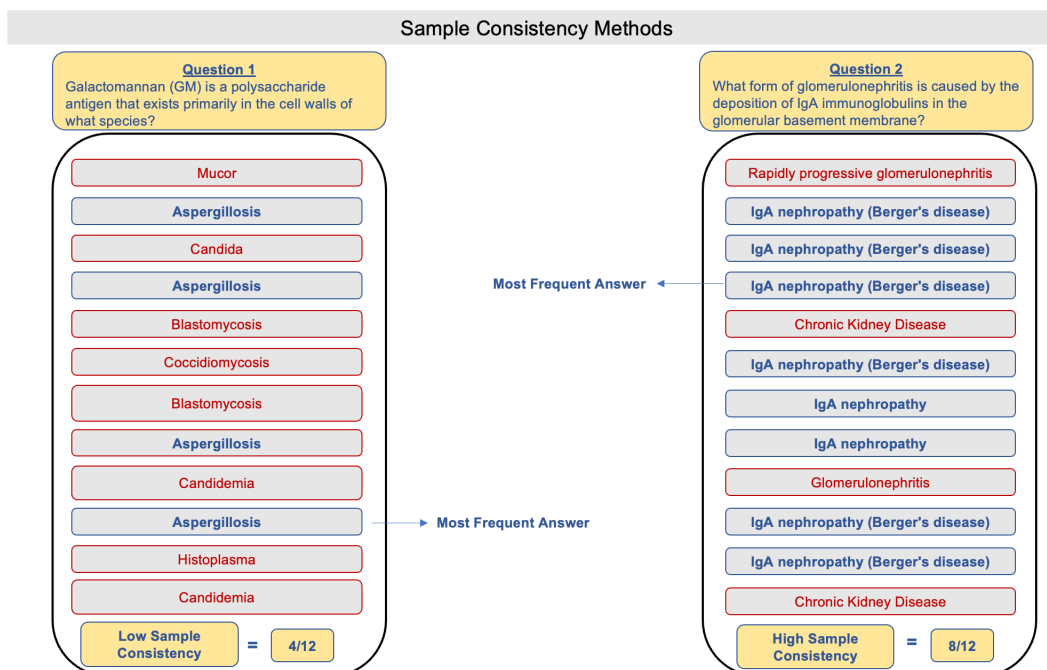 Sample Consistency Methods
Question 1
Galactomannan (GM) is a polysaccharide
antigen that exists primarily in the cell walls of
what species?
Mucor
Aspergillosis
Candida
Aspergillosis
Blastomycosis
Coccidiomycosis
Blastomycosis
Aspergillosis
Candidemia
Aspergillosis
Most Frequent Answer
Histoplasma
Candidemia
Low Sample
Consistency
=
4/12
Question 2
What form of glomerulonephritis is caused by the
deposition of IgA immunoglobulins in the
glomerular basement membrane?
Rapidly progressive glomerulonephritis
IgA nephropathy (Berger's disease)
IgA nephropathy (Berger's disease)
Most Frequent Answer
IgA nephropathy (Berger's disease)
Chronic Kidney Disease
IgA nephropathy (Berger's disease)
IgA nephropathy
IgA nephropathy
Glomerulonephritis
IgA nephropathy (Berger's disease)
IgA nephropathy (Berger's disease)
Chronic Kidney Disease
High Sample
Consistency
=
8/12